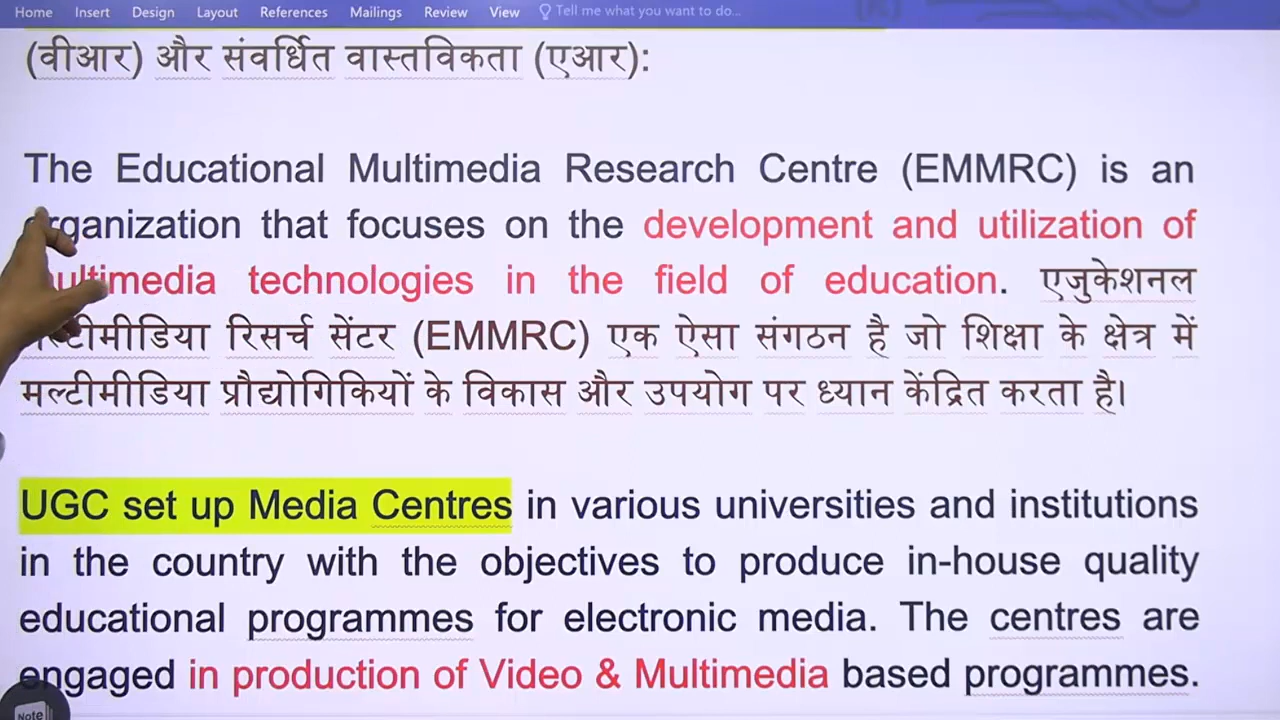 Home Insert Design Layout References Mailings Review View Tell me what you want to do...
(वीआर) और संवर्धित वास्तविकता (एआर):
The Educational Multimedia Research Centre (EMMRC) is an
organization that focuses on the development and utilization of
multimedia technologies in the field of education. एजुकेशनल
मल्टीमीडिया रिसर्च सेंटर (EMMRC) एक ऐसा संगठन है जो शिक्षा के क्षेत्र में
मल्टीमीडिया प्रौद्योगिकियों के विकास और उपयोग पर ध्यान केंद्रित करता है।
UGC set up Media Centres in various universities and institutions
in the country with the objectives to produce in-house quality
educational programmes for electronic media. The centres are
engaged in production of Video & Multimedia based programmes.
Note